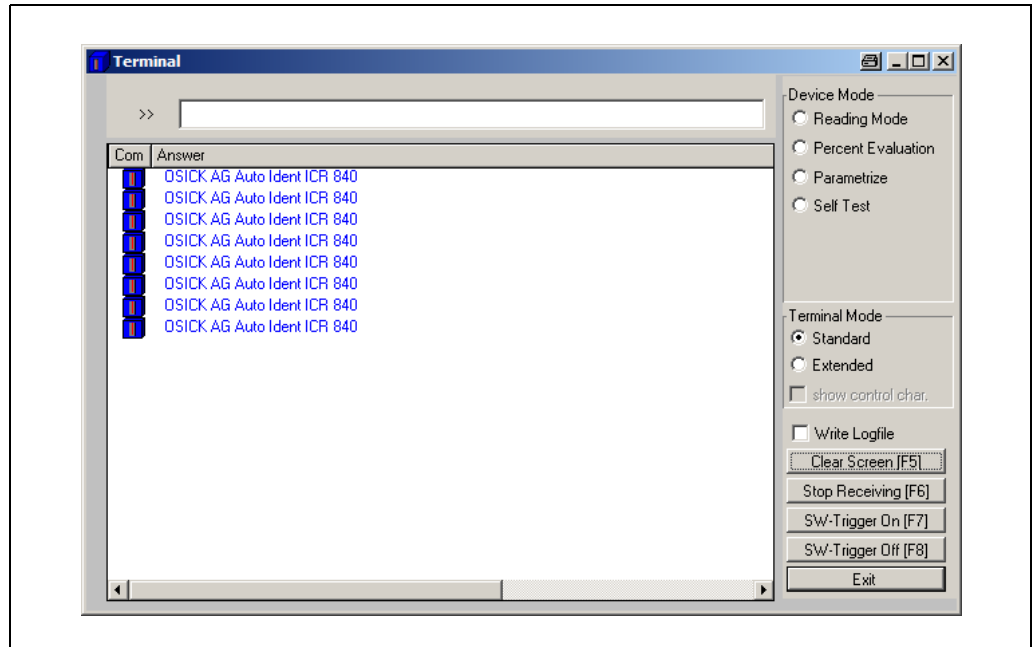 Terminal
>>
Com Answer
OSICK AG Auto Ident ICR 840
OSICK AG Auto Ident ICR 840
OSICK AG Auto Ident ICR 840
OSICK AG Auto Ident ICR 840
OSICK AG Auto Ident ICR 840
OSICK AG Auto Ident ICR 840
OSICK AG Auto Ident ICR 840
OSICK AG Auto Ident ICR 840
Device Mode
Reading Mode
Percent Evaluation
Parametrize
Self Test
Terminal Mode
Standard
Extended
show control char.
Write Logfile
Clear Screen [F5]
Stop Receiving [F6]
SW-Trigger On [F7]
SW-Trigger Off [F8]
Exit